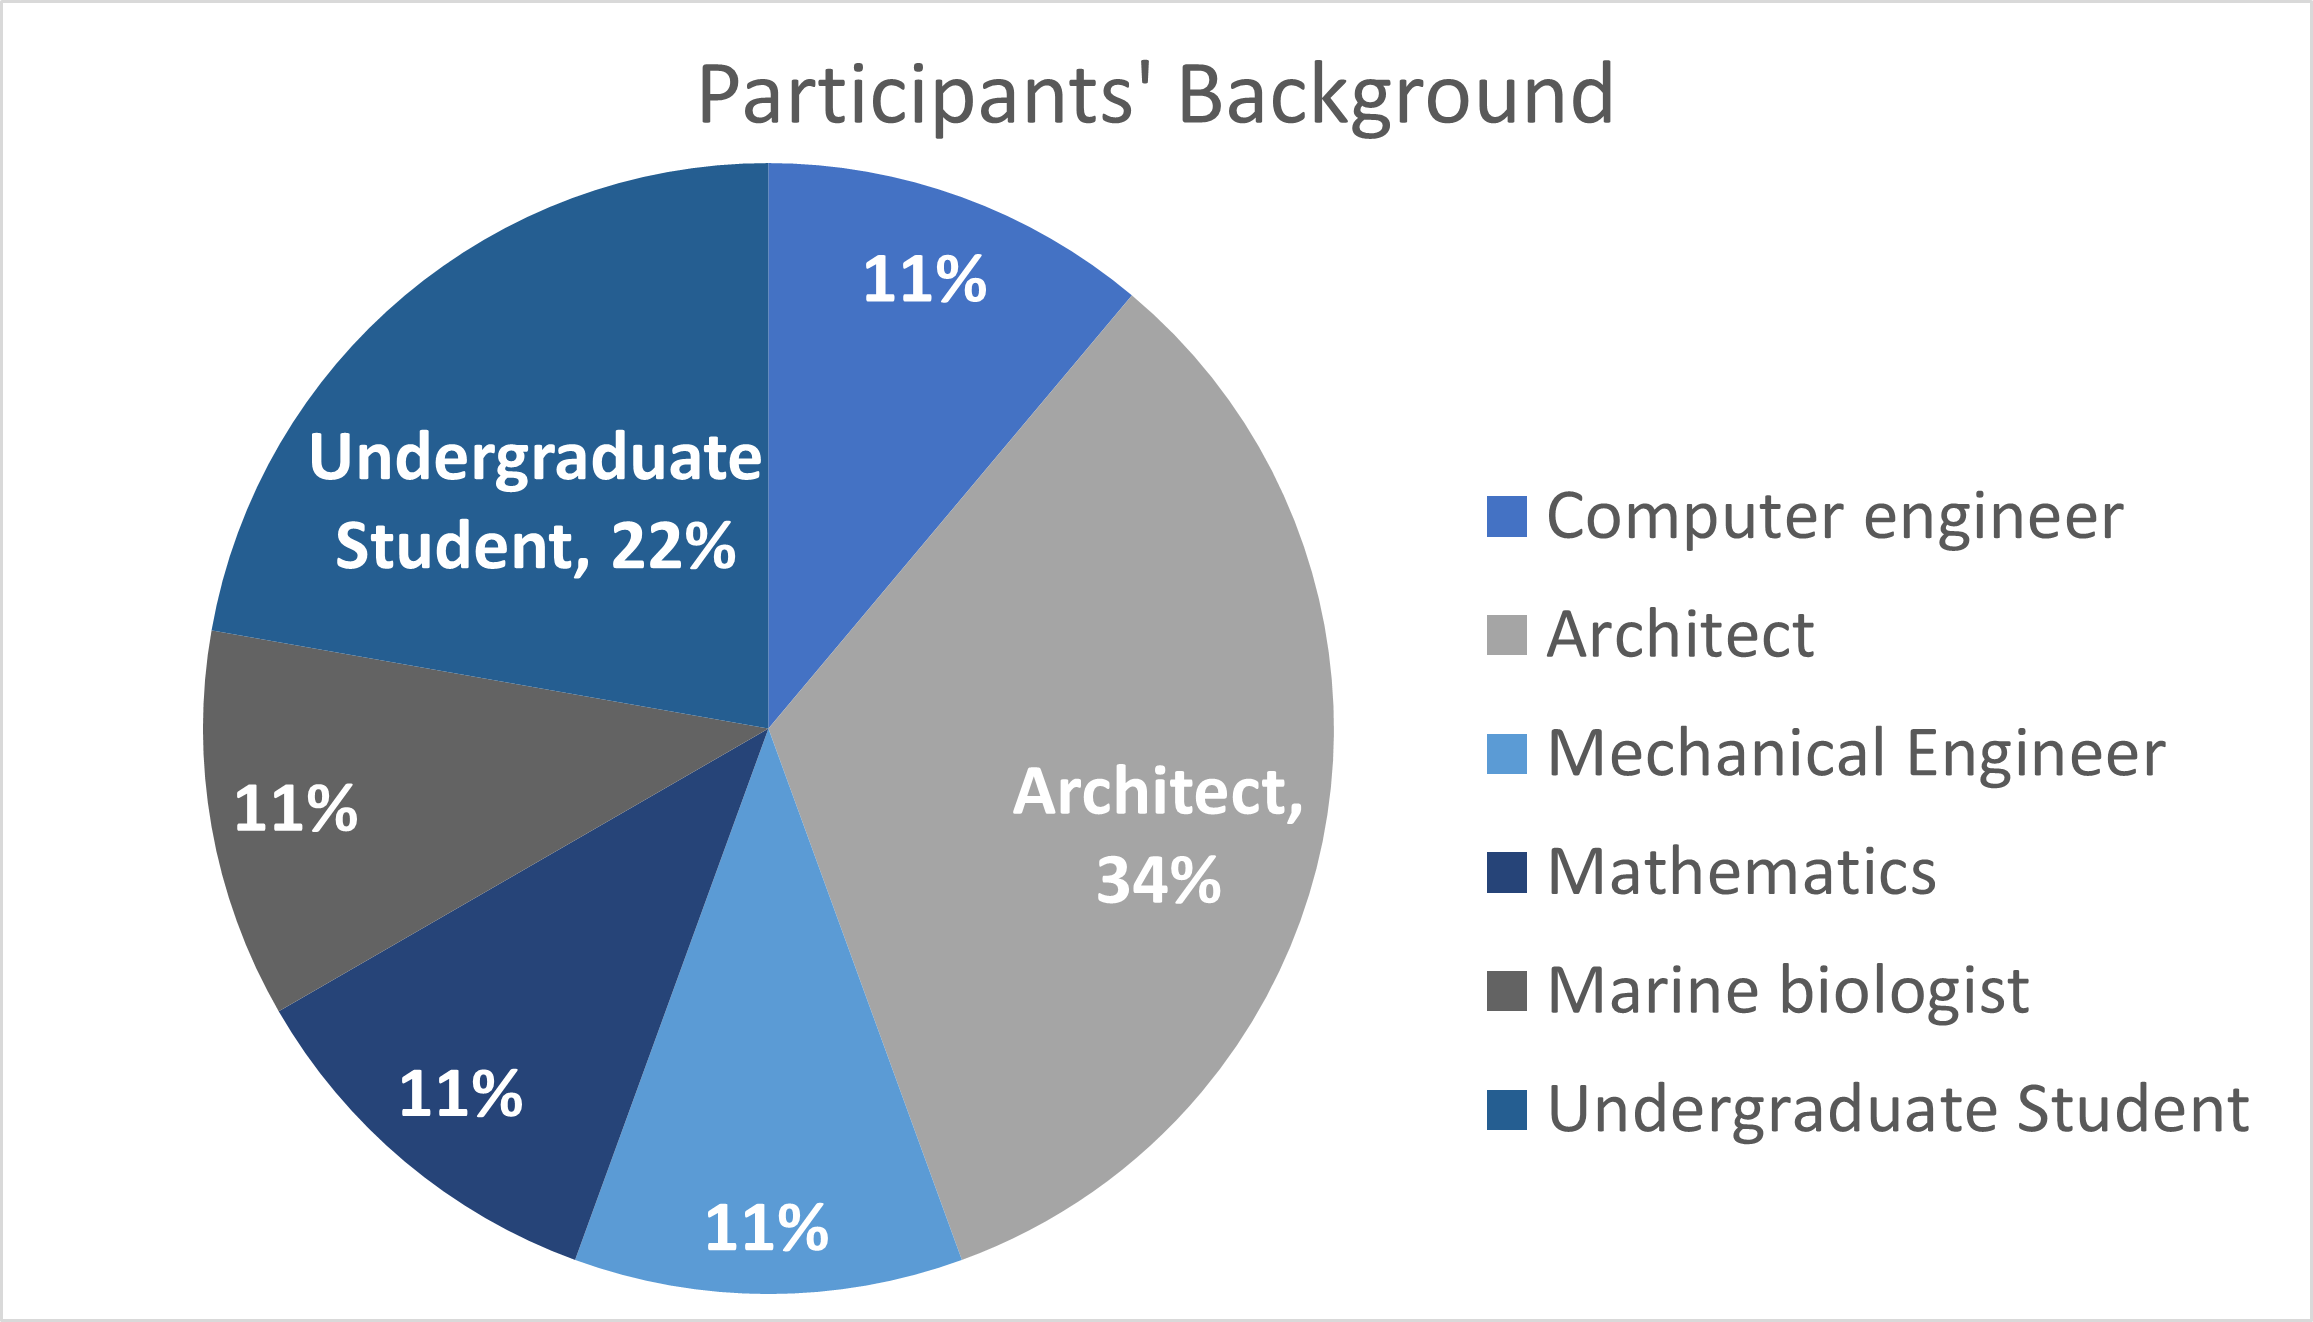 Participants' Background
11%
Undergraduate
Student, 22%
Architect,
34%
11%
11%
11%
Computer engineer
Architect
Mechanical Engineer
Mathematics
Marine biologist
Undergraduate Student